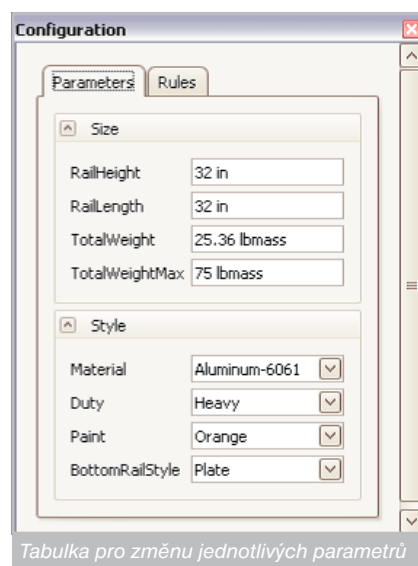 Configuration
Parameters Rules
Size
RailHeight 32 in
RailLength 32 in
TotalWeight 25.36 lbmass
TotalWeightMax 75 lbmass
Style
Material Aluminum-6061
Duty Heavy
Paint Orange
BottomRailStyle Plate
Tabulka pro změnu jednotlivých parametrů